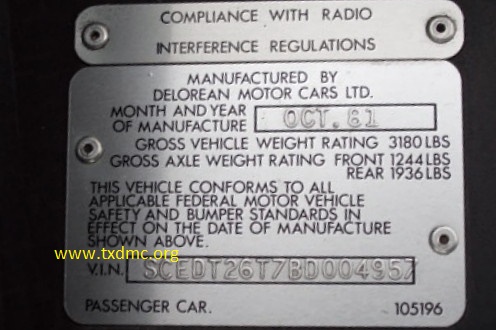 COMPLIANCE WITH RADIO
INTERFERENCE REGULATIONS
MANUFACTURED BY
DELOREAN MOTOR CARS LTD.
MONTH AND YEAR
OF MANUFACTURE OCT.81
GROSS VEHICLE WEIGHT RATING 3180 LBS
GROSS AXLE WEIGHT RATING FRONT 1244 LBS
REAR 1936 LBS
THIS VEHICLE CONFORMS TO ALL
APPLICABLE FEDERAL MOTOR VEHICLE
SAFETY AND BUMPER STANDARDS IN
EFFECT ON THE DATE OF MANUFACTURE
SHOWN ABOVE.
www.txdmc.org
V.I.N. SCEDT26T7BD004957
PASSENGER CAR. 105196